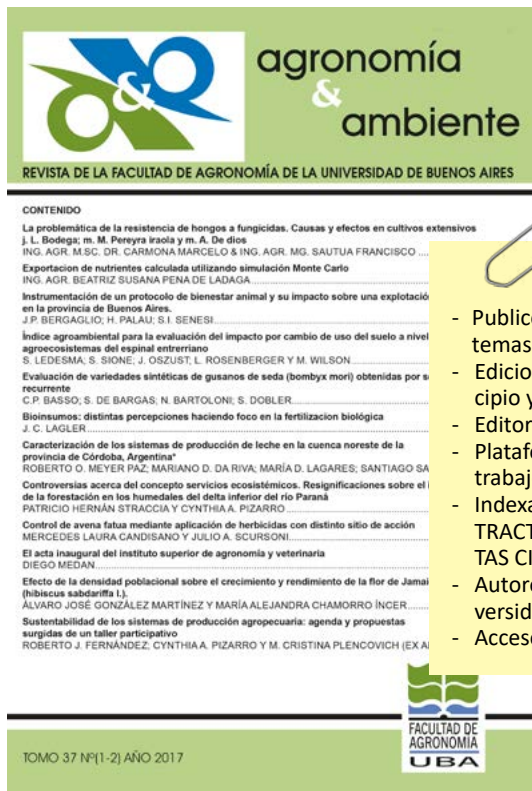 agronomía
&
ambiente
REVISTA DE LA FACULTAD DE AGRONOMÍA DE LA UNIVERSIDAD DE BUENOS AIRES
CONTENIDO
La problemática de la resistencia de hongos a fungicidas. Causas y efectos en cultivos extensivos
j. L. Bodega; m. M. Pereyra iraola y m. A. De dios
ING. AGR. M.SC. DR. CARMONA MARCELO & ING. AGR. MG. SAUTUA FRANCISCO ...
Exportacion de nutrientes calculada utilizando simulación Monte Carlo
ING. AGR. BEATRIZ SUSANA PENA DE LADAGA
Instrumentación de un protocolo de bienestar animal y su impacto sobre una explotació
en la provincia de Buenos Aires.
J.P. BERGAGLIO; H. PALAU; S.I. SENESI
Índice agroambiental para la evaluación del impacto por cambio de uso del suelo a nivel
agroecosistemas del espinal entrerriano
S. LEDESMA; S. SIONE; J. OSZUST; L. ROSENBERGER Y M. WILSON
Evaluación de variedades sintéticas de gusanos de seda (bombyx mori) obtenidas por s
recurrente
C.P. BASSO; S. DE BARGAS; N. BARTOLONI; S. DOBLER
Bioinsumos: distintas percepciones haciendo foco en la fertilizacion biológica
J. C. LAGLER
Caracterización de los sistemas de producción de leche en la cuenca noreste de la
provincia de Córdoba, Argentina*
ROBERTO O. MEYER PAZ; MARIANO D. DA RIVA; MARÍA D. LAGARES; SANTIAGO SA
Controversias acerca del concepto servicios ecosistémicos. Resignificaciones sobre el i
de la forestación en los humedales del delta inferior del río Paraná
PATRICIO HERNÁN STRACCIA Y CYNTHIA A. PIZARRO
Control de avena fatua mediante aplicación de herbicidas con distinto sitio de acción
MERCEDES LAURA CANDISANO Y JULIO A. SCURSONI
El acta inaugural del instituto superior de agronomía y veterinaria
DIEGO MEDAN
Efecto de la densidad poblacional sobre el crecimiento y rendimiento de la flor de Jamai
(hibiscus sabdariffa l.).
ÁLVARO JOSÉ GONZÁLEZ MARTÍNEZ Y MARÍA ALEJANDRA CHAMORRO ÍNCER
Sustentabilidad de los sistemas de producción agropecuaria: agenda y propuestas
surgidas de un taller participativo
ROBERTO J. FERNÁNDEZ; CYNTHIA A. PIZARRO Y M. CRISTINA PLENCOVICH (EX A
- Publico
temas
- Edicio
cipio y
- Editor
- Plataf
trabaj
- Indexa
TRACT
TAS CI
- Autore
versid
- Acceso
FACULTAD DE
AGRONOMÍA
UBA
TOMO 37 Nº(1-2) AÑO 2017